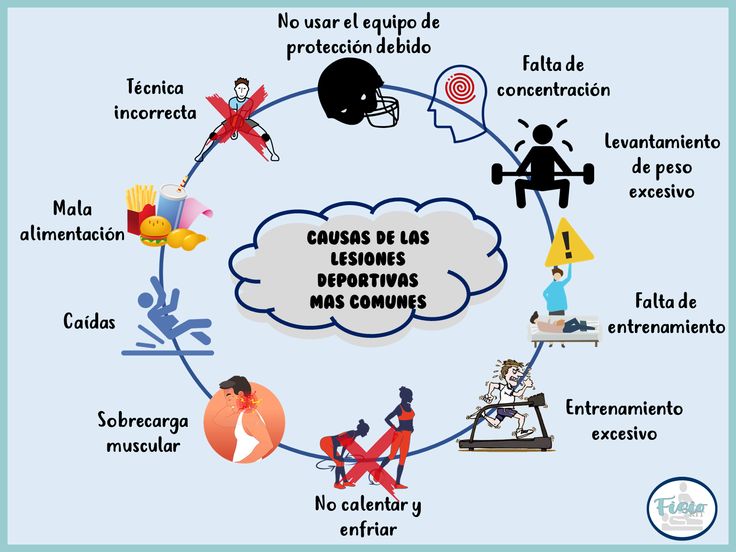 No usar el equipo de
protección debido
Falta de
concentración
Levantamiento
de peso
excesivo
Falta de
entrenamiento
Entrenamiento
excesivo
No calentar y
enfriar
Sobrecarga
muscular
Caídas
Mala
alimentación
Técnica
incorrecta
CAUSAS DE LAS
LESIONES
DEPORTIVAS
MAS COMUNES